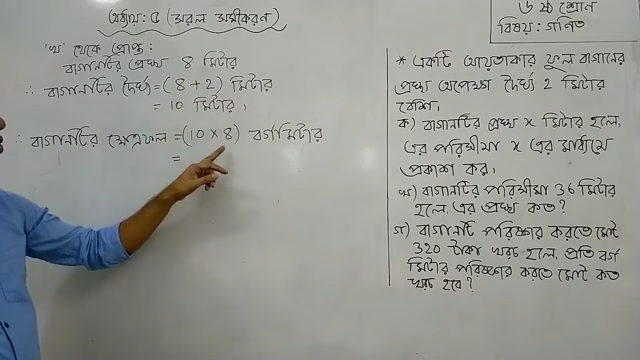 অধ্যায়: ৫ (সরল সমীকরণ)
৬ষ্ঠ শ্রেণি
বিষয়: গণিত
'খ' থেকে প্রাপ্ত:
বাগানটির প্রস্থ 8 মিটার
∴ বাগানটির দৈর্ঘ্য = (8 + 2) মিটার
= 10 মিটার।
∴ বাগানটির ক্ষেত্রফল = (10 × 8) বর্গমিটার
=
* একটি আয়তাকার ফুল বাগানের
প্রস্থ অপেক্ষা দৈর্ঘ্য 2 মিটার
বেশি।
ক) বাগানটির প্রস্থ x মিটার হলে,
এর পরিসীমা x এর মাধ্যমে
প্রকাশ কর।
খ) বাগানটির পরিসীমা 36 মিটার
হলে, এর প্রস্থ কত?
গ) বাগানটি পরিষ্কার করতে মোট
320 টাকা খরচ হলে, প্রতি বর্গ
মিটার পরিষ্কার করতে মোট কত
খরচ হবে?